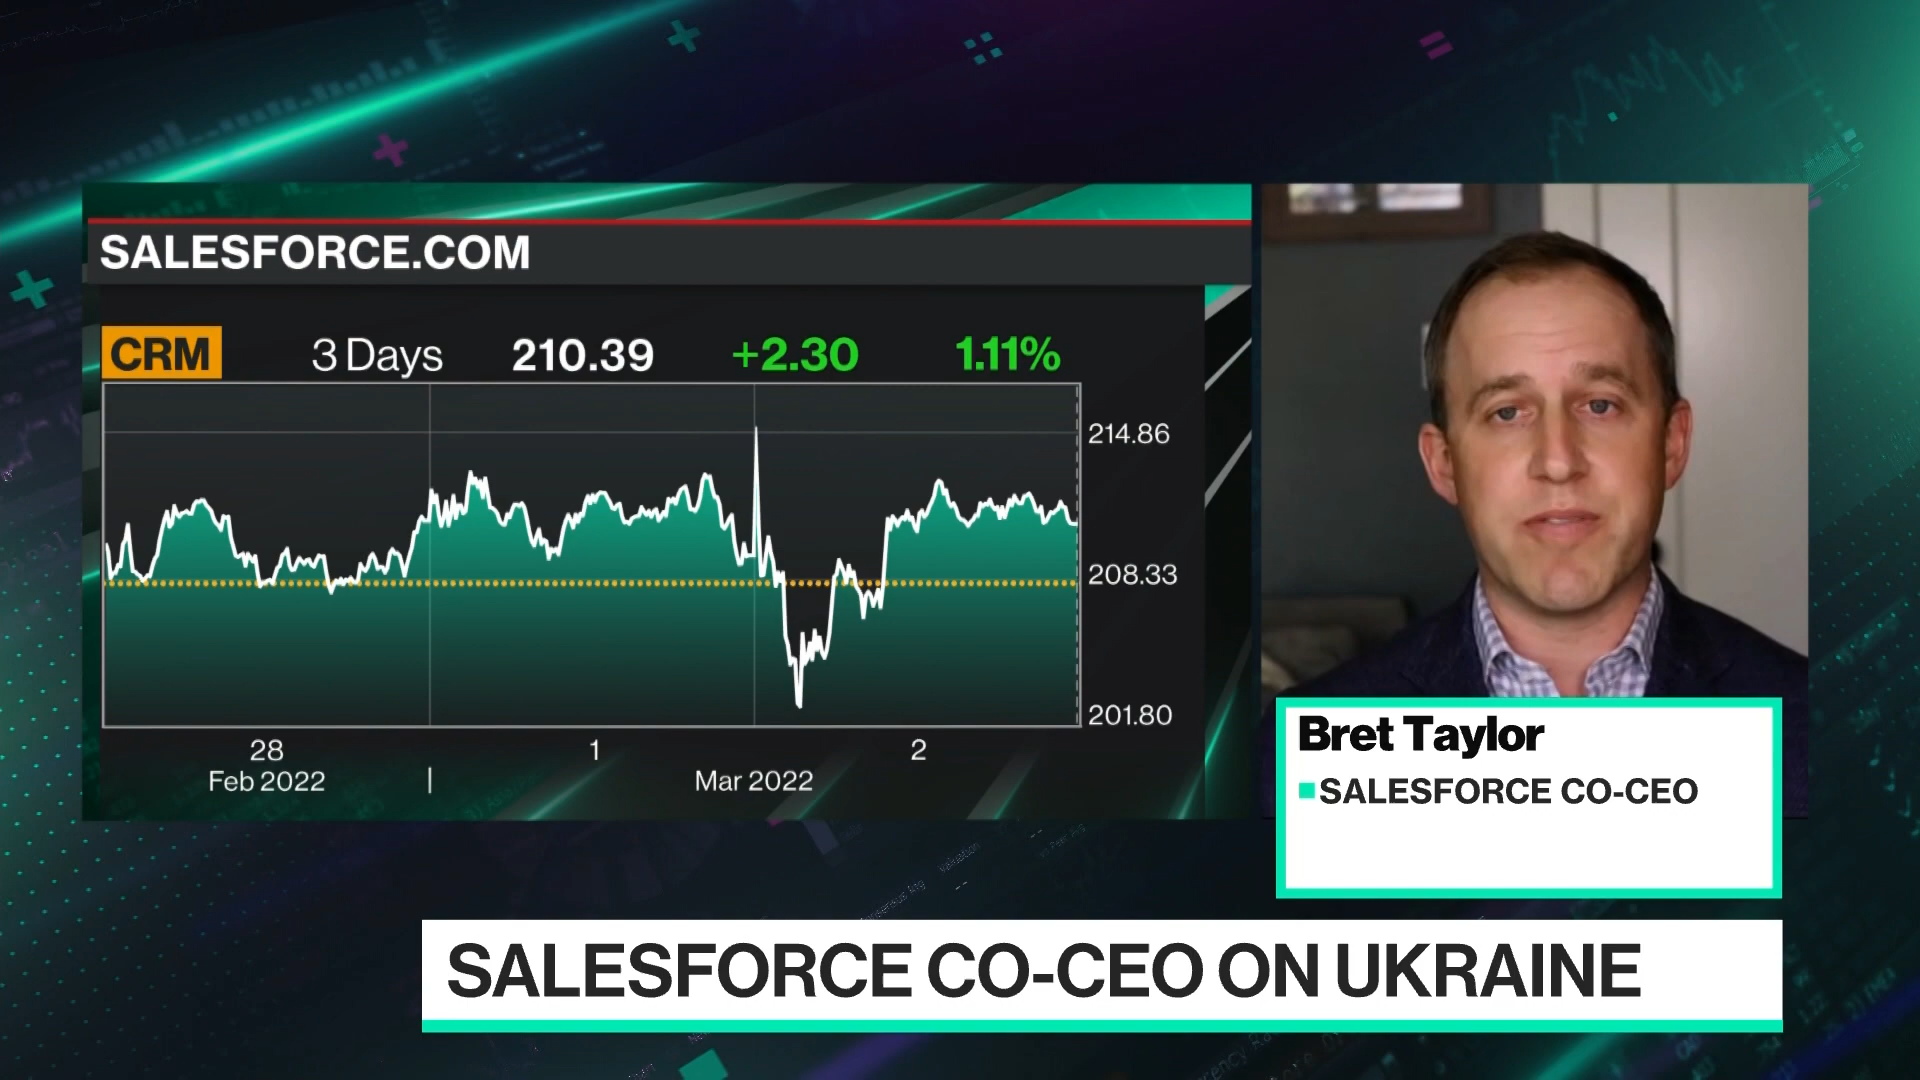 SALESFORCE.COM
CRM 3 Days 210.39 +2.30 1.11%
214.86
208.33
201.80
28 1 2
Feb 2022 | Mar 2022
Bret Taylor
SALESFORCE CO-CEO
SALESFORCE CO-CEO ON UKRAINE